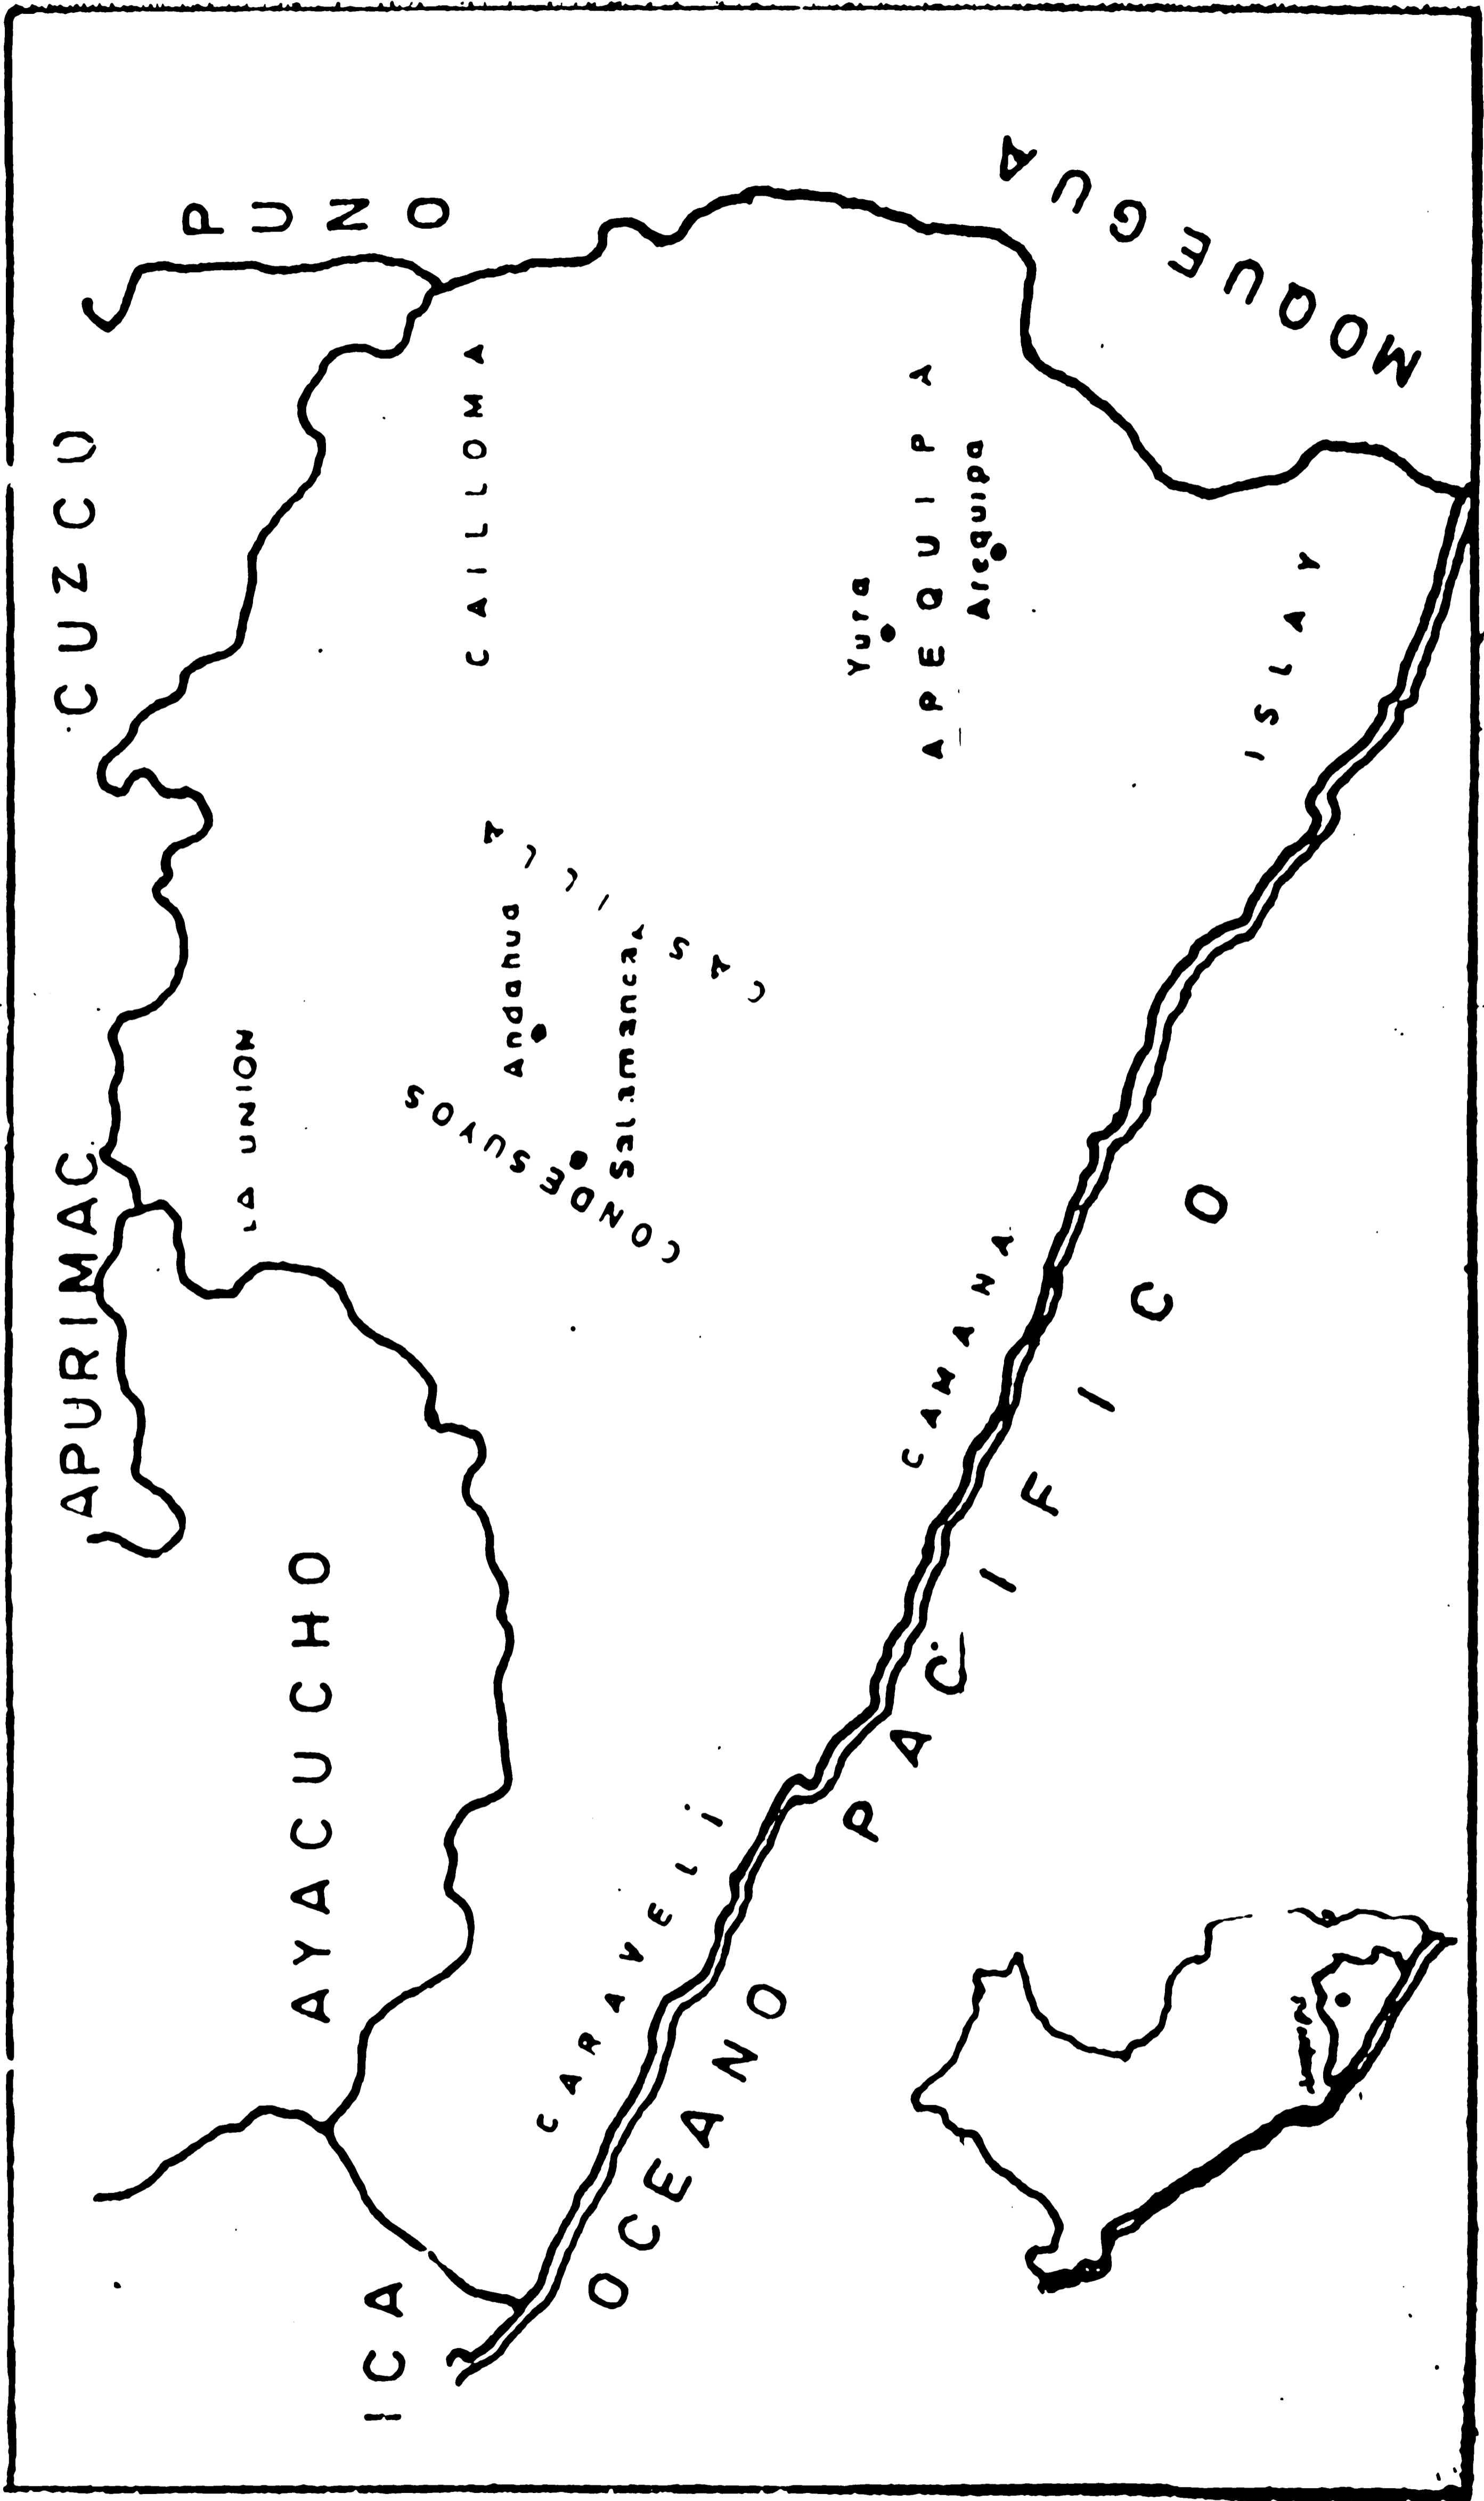 APURIMAC
CUZCO
PUNO
LA UNION
AYACUCHO
ICA
CAILLOMA
Andagua
CASTILLA
CONDESUYOS
Salamanca
CARAVELI
Yura
AREQUIPA
Arequipa
CAMANA
ISLAY
MOQUEGUA
OCEANO PACIFICO